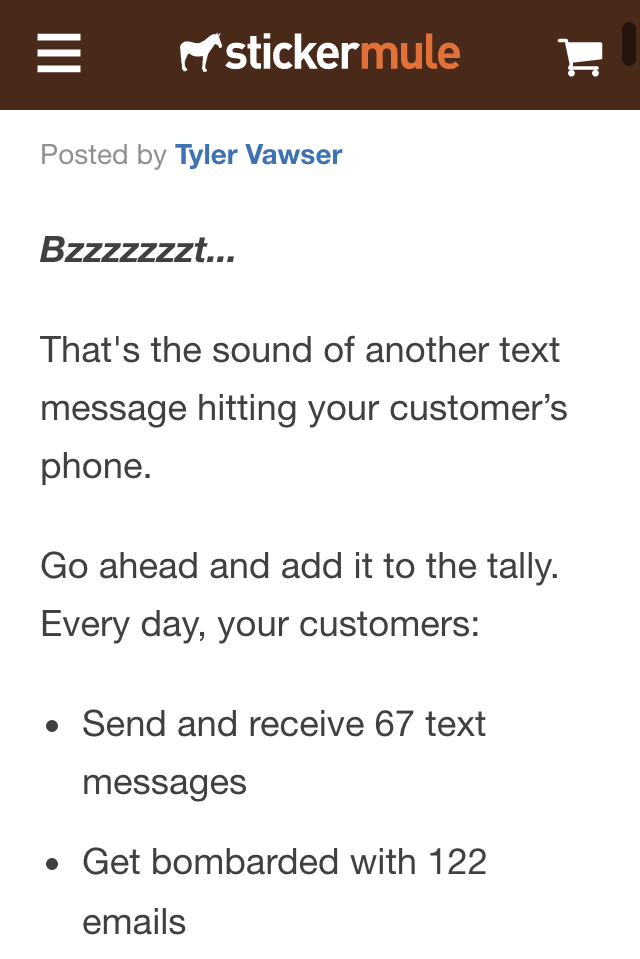 stickermule
Posted by Tyler Vawser
Bzzzzzzzt...
That's the sound of another text
message hitting your customer’s
phone.
Go ahead and add it to the tally.
Every day, your customers:
• Send and receive 67 text
messages
• Get bombarded with 122
emails